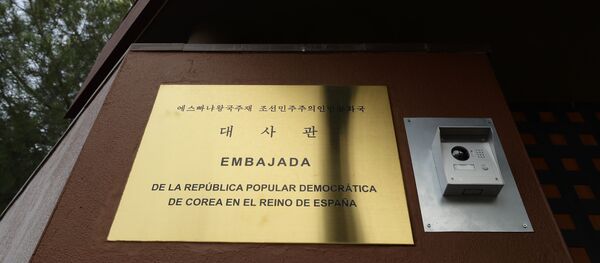 에스빠냐왕국주재 조선민주주의인민공화국
대사관
EMBAJADA
DE LA REPÚBLICA POPULAR DEMOCRÁTICA
DE COREA EN EL REINO DE ESPAÑA